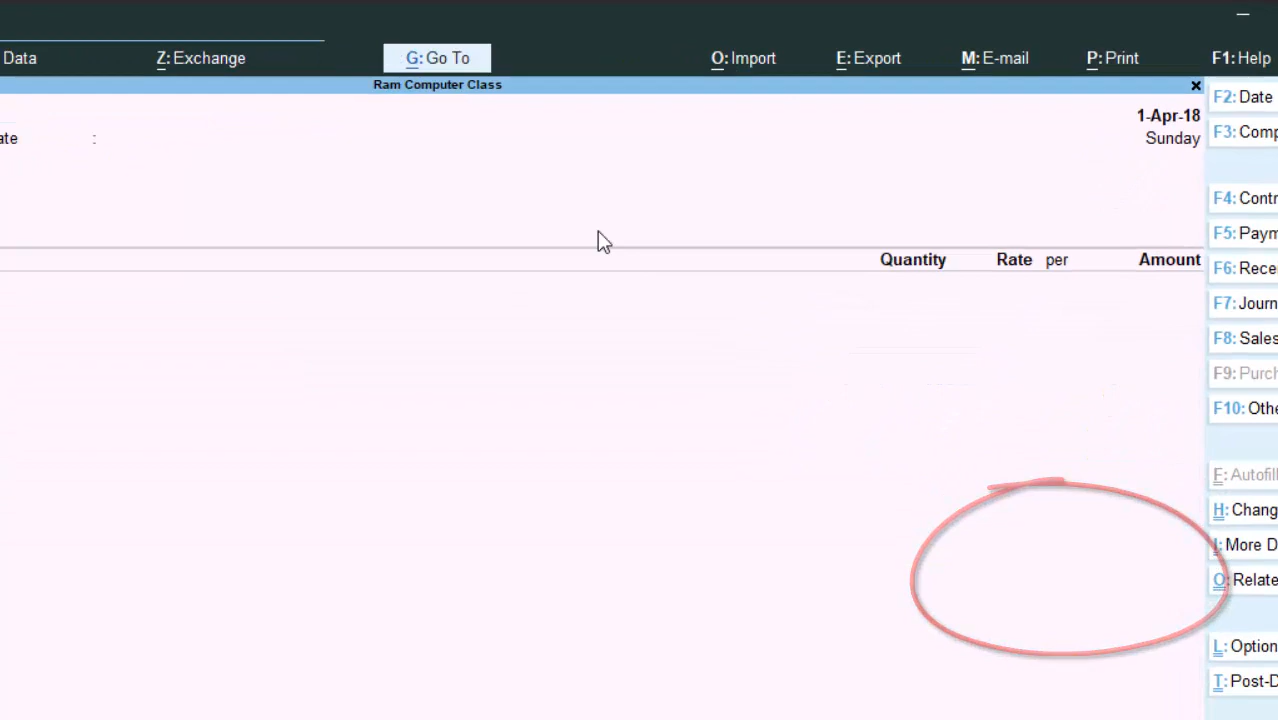 Data Z: Exchange G: Go To O: Import E: Export M: E-mail P: Print F1: Help
Ram Computer Class
1-Apr-18
ate :
Sunday
Quantity Rate per Amount
F2: Date
F3: Comp
F4: Contr
F5: Paym
F6: Rece
F7: Journ
F8: Sales
F9: Purch
F10: Othe
F: Autofill
H: Chang
I: More D
O: Relate
L: Option
T: Post-D